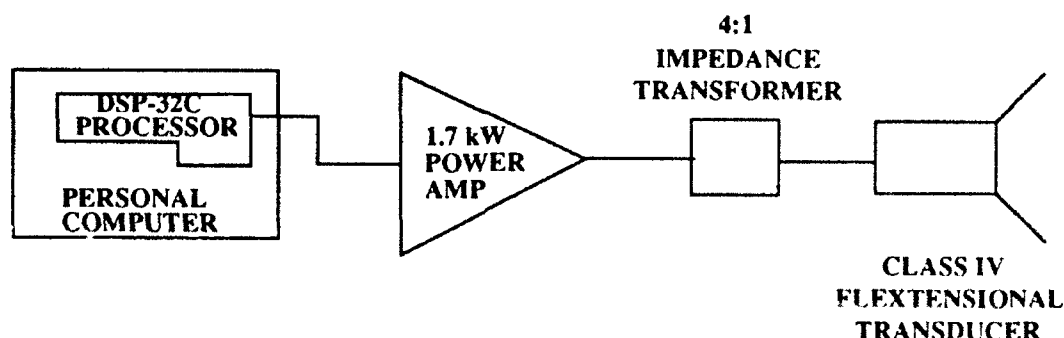 DSP-32C
PROCESSOR
PERSONAL
COMPUTER
1.7 kW
POWER
AMP
4:1
IMPEDANCE
TRANSFORMER
CLASS IV
FLEXTENSIONAL
TRANSDUCER